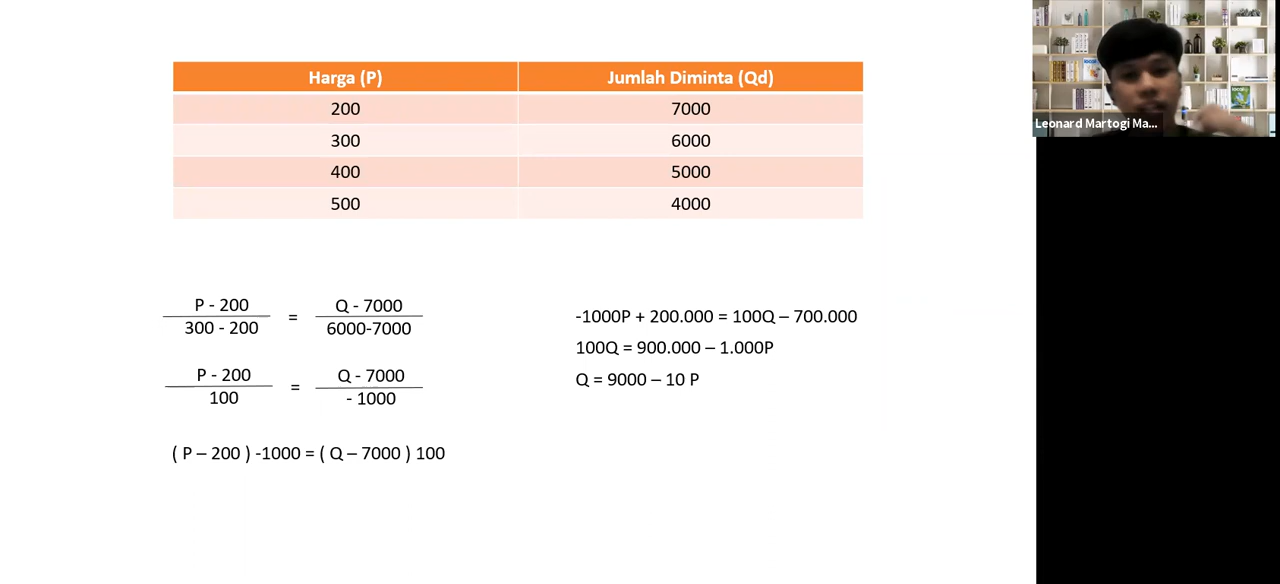 Harga (P) Jumlah Diminta (Qd)
200 7000
300 6000
400 5000
500 4000
P - 200 = Q - 7000
300 - 200 6000-7000
P - 200 = Q - 7000
100 - 1000
( P – 200 ) -1000 = ( Q – 7000 ) 100
-1000P + 200.000 = 100Q – 700.000
100Q = 900.000 – 1.000P
Q = 9000 – 10 P
Leonard Martogi Ma...